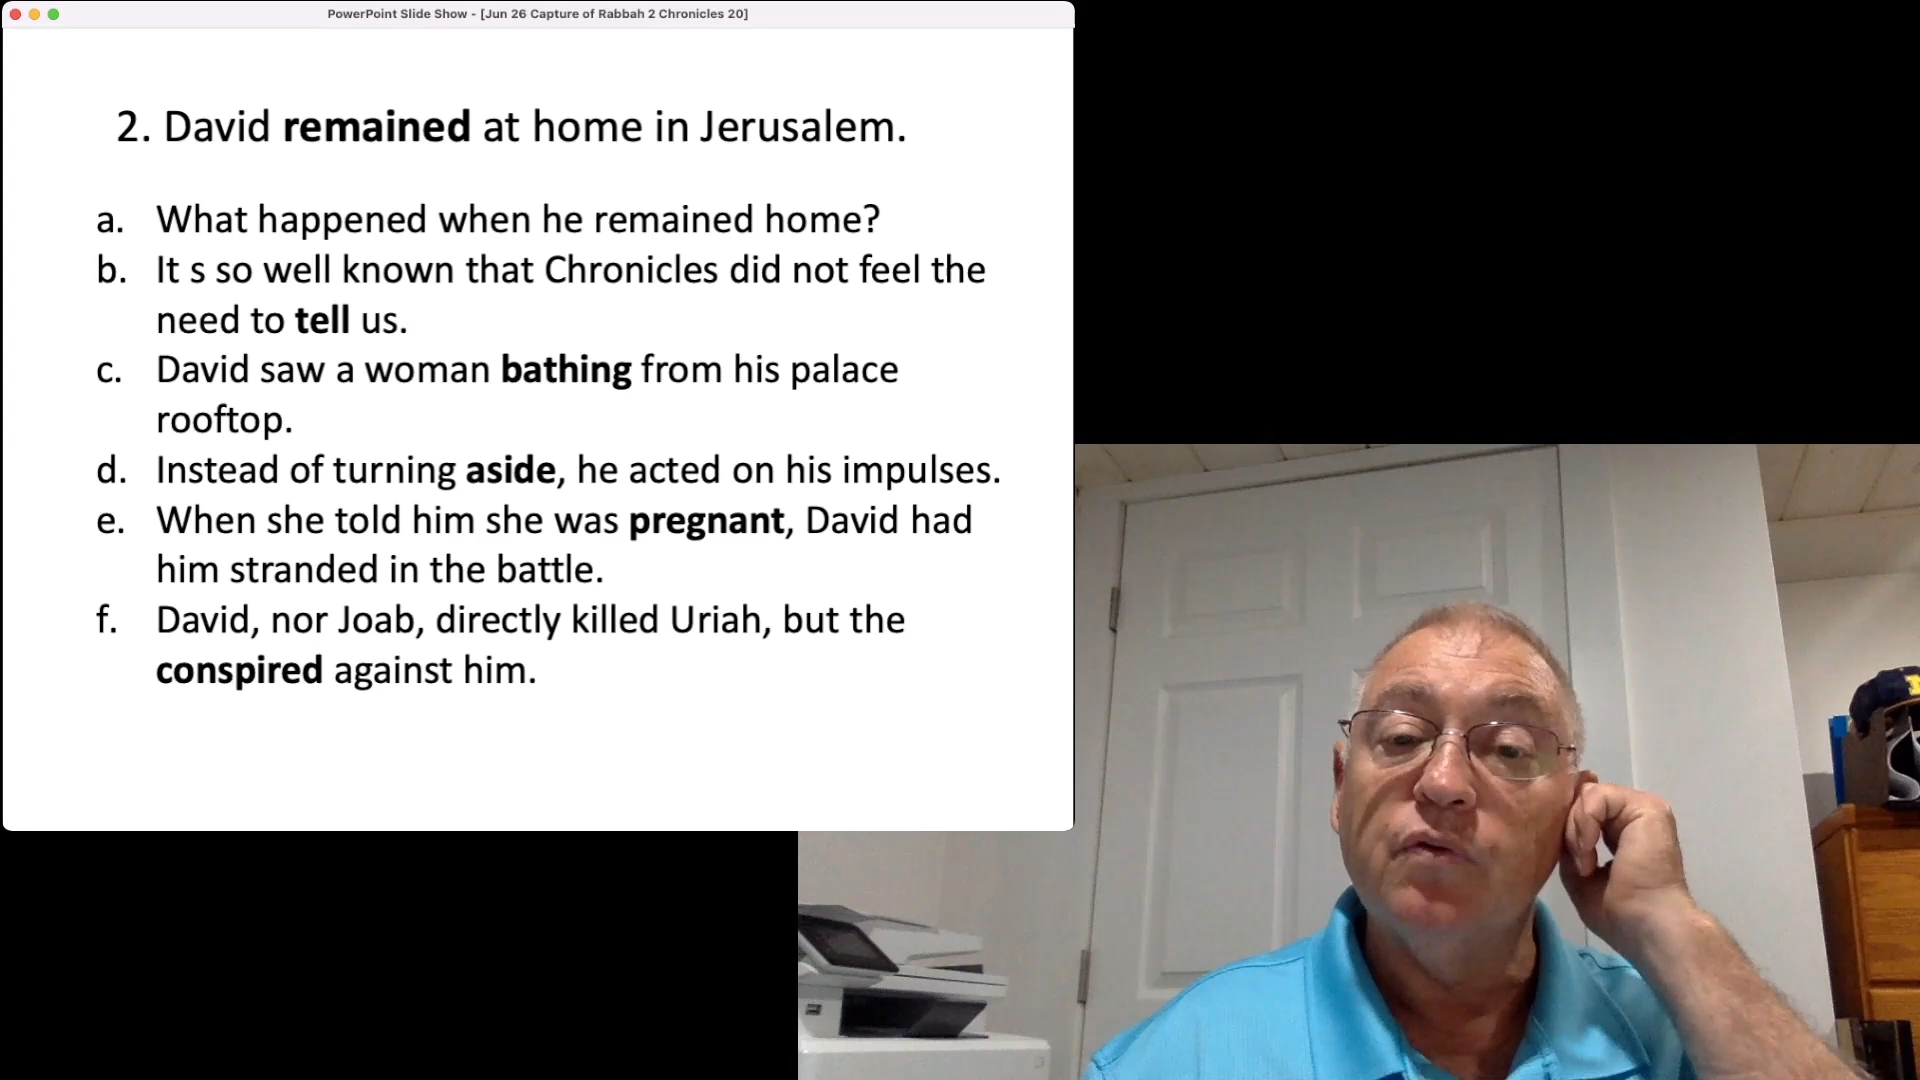 PowerPoint Slide Show - [Jun 26 Capture of Rabbah 2 Chronicles 20]
2. David remained at home in Jerusalem.
a. What happened when he remained home?
b. It s so well known that Chronicles did not feel the
need to tell us.
c. David saw a woman bathing from his palace
rooftop.
d. Instead of turning aside, he acted on his impulses.
e. When she told him she was pregnant, David had
him stranded in the battle.
f. David, nor Joab, directly killed Uriah, but the
conspired against him.